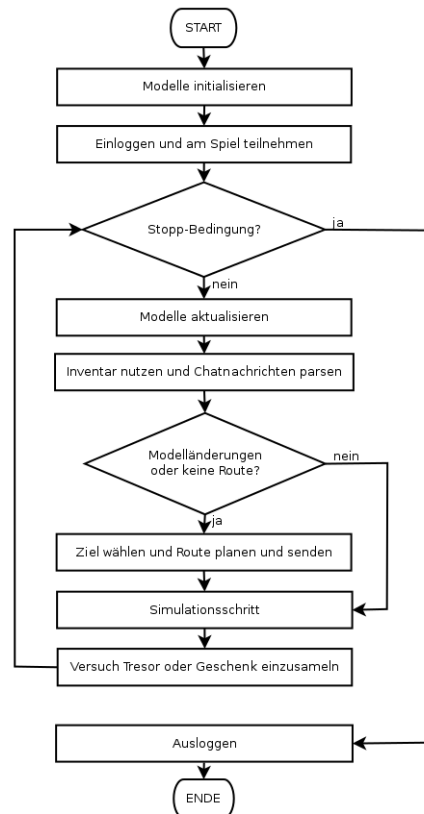 START
Modelle initialisieren
Einloggen und am Spiel teilnehmen
Stopp-Bedingung?
ja
nein
Modelle aktualisieren
Inventar nutzen und Chatnachrichten parsen
Modelländerungen
oder keine Route?
nein
ja
Ziel wählen und Route planen und senden
Simulationsschritt
Versuch Tresor oder Geschenk einzusameln
Ausloggen
ENDE